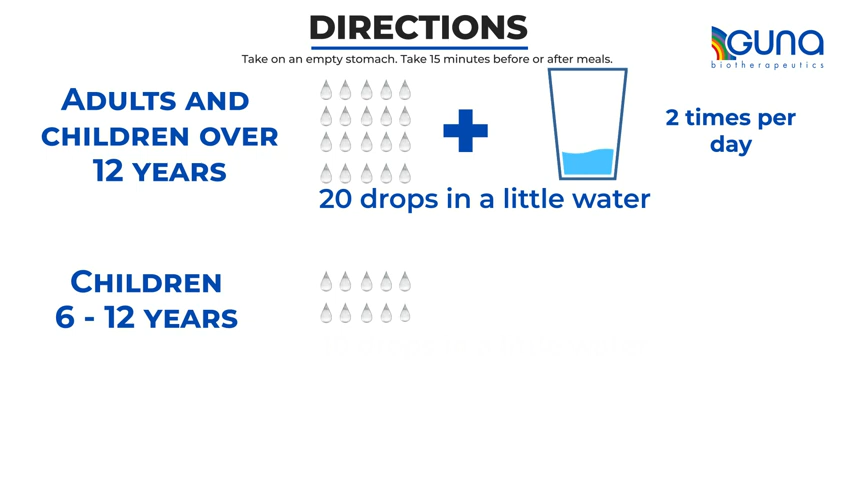 DIRECTIONS
Take on an empty stomach. Take 15 minutes before or after meals.
GUNA
biotherapeutics
ADULTS AND
CHILDREN OVER
12 YEARS
2 times per
day
20 drops in a little water
CHILDREN
6 - 12 YEARS